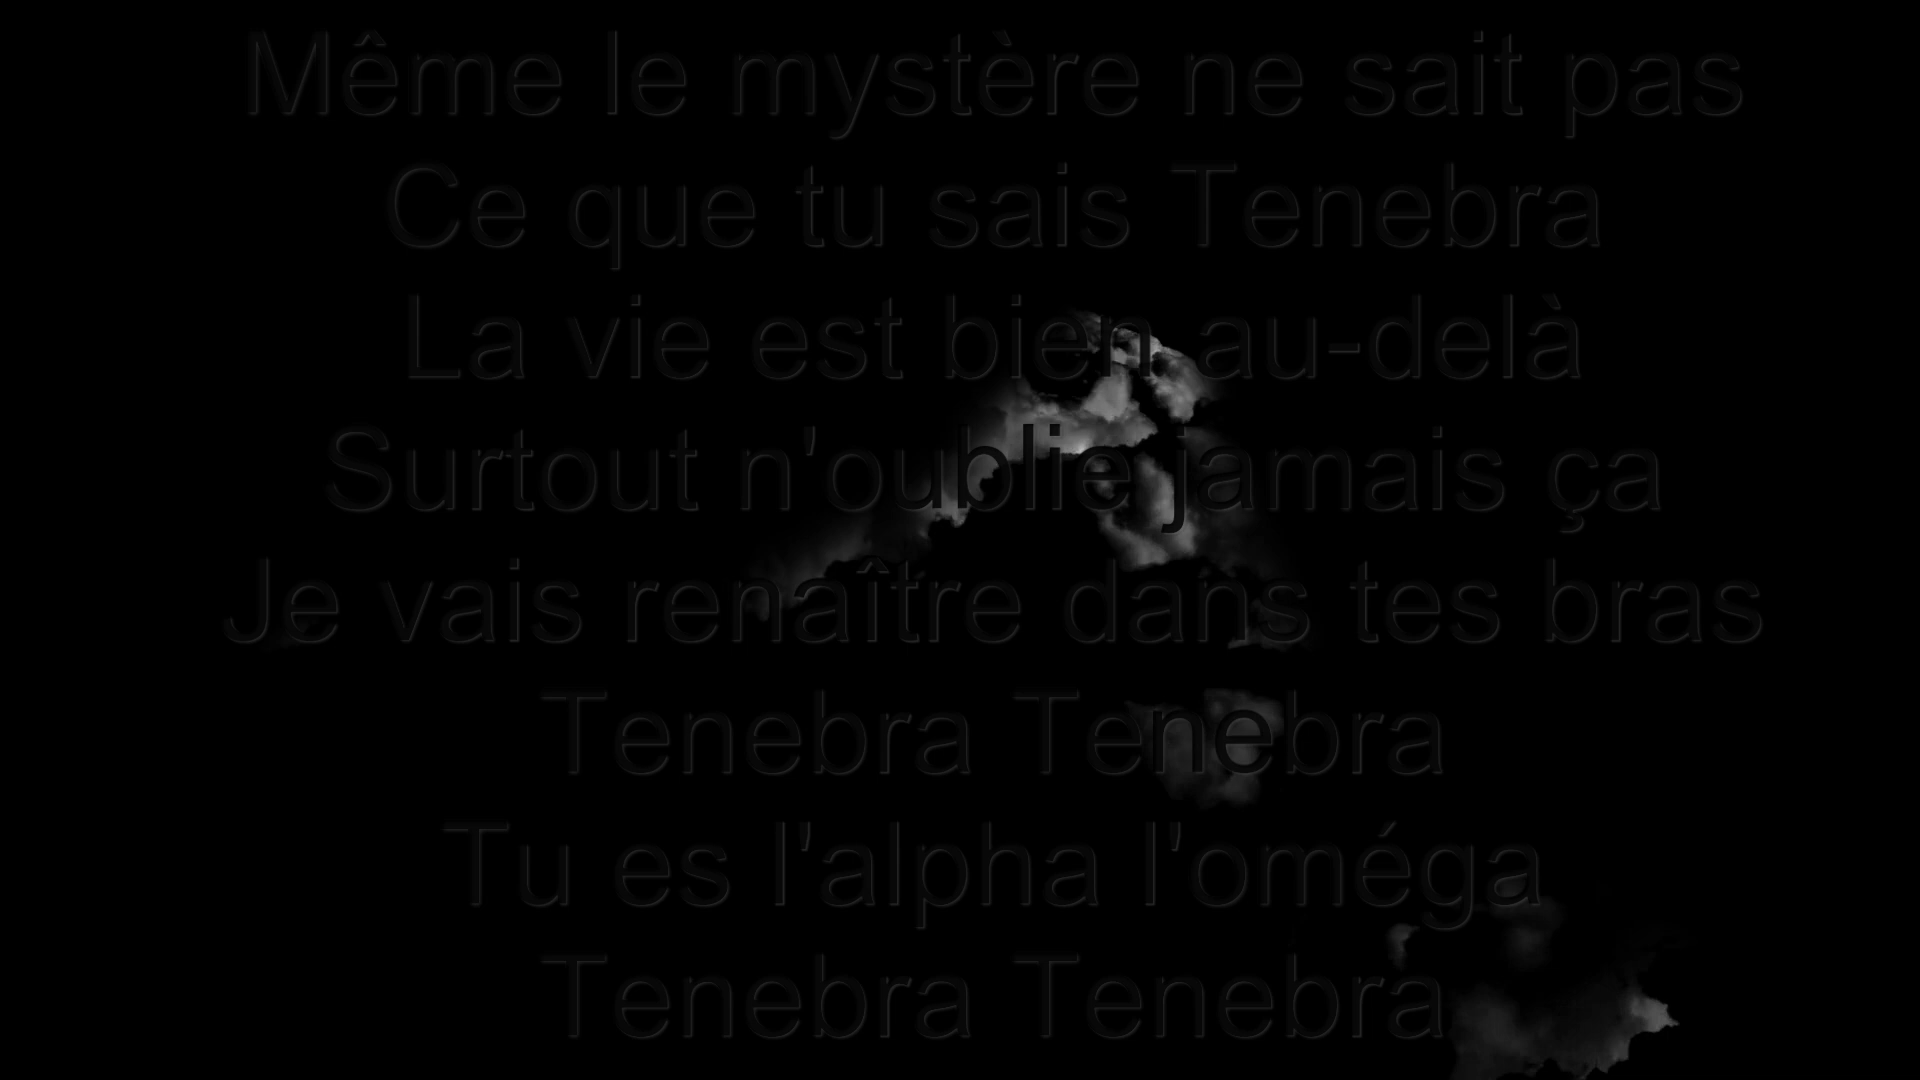 Même le mystère ne sait pas
Ce que tu sais Tenebra
La vie est bien au-delà
Surtout n'oublie jamais ça
Je vais renaître dans tes bras
Tenebra Tenebra
Tu es l'alpha l'oméga
Tenebra Tenebra